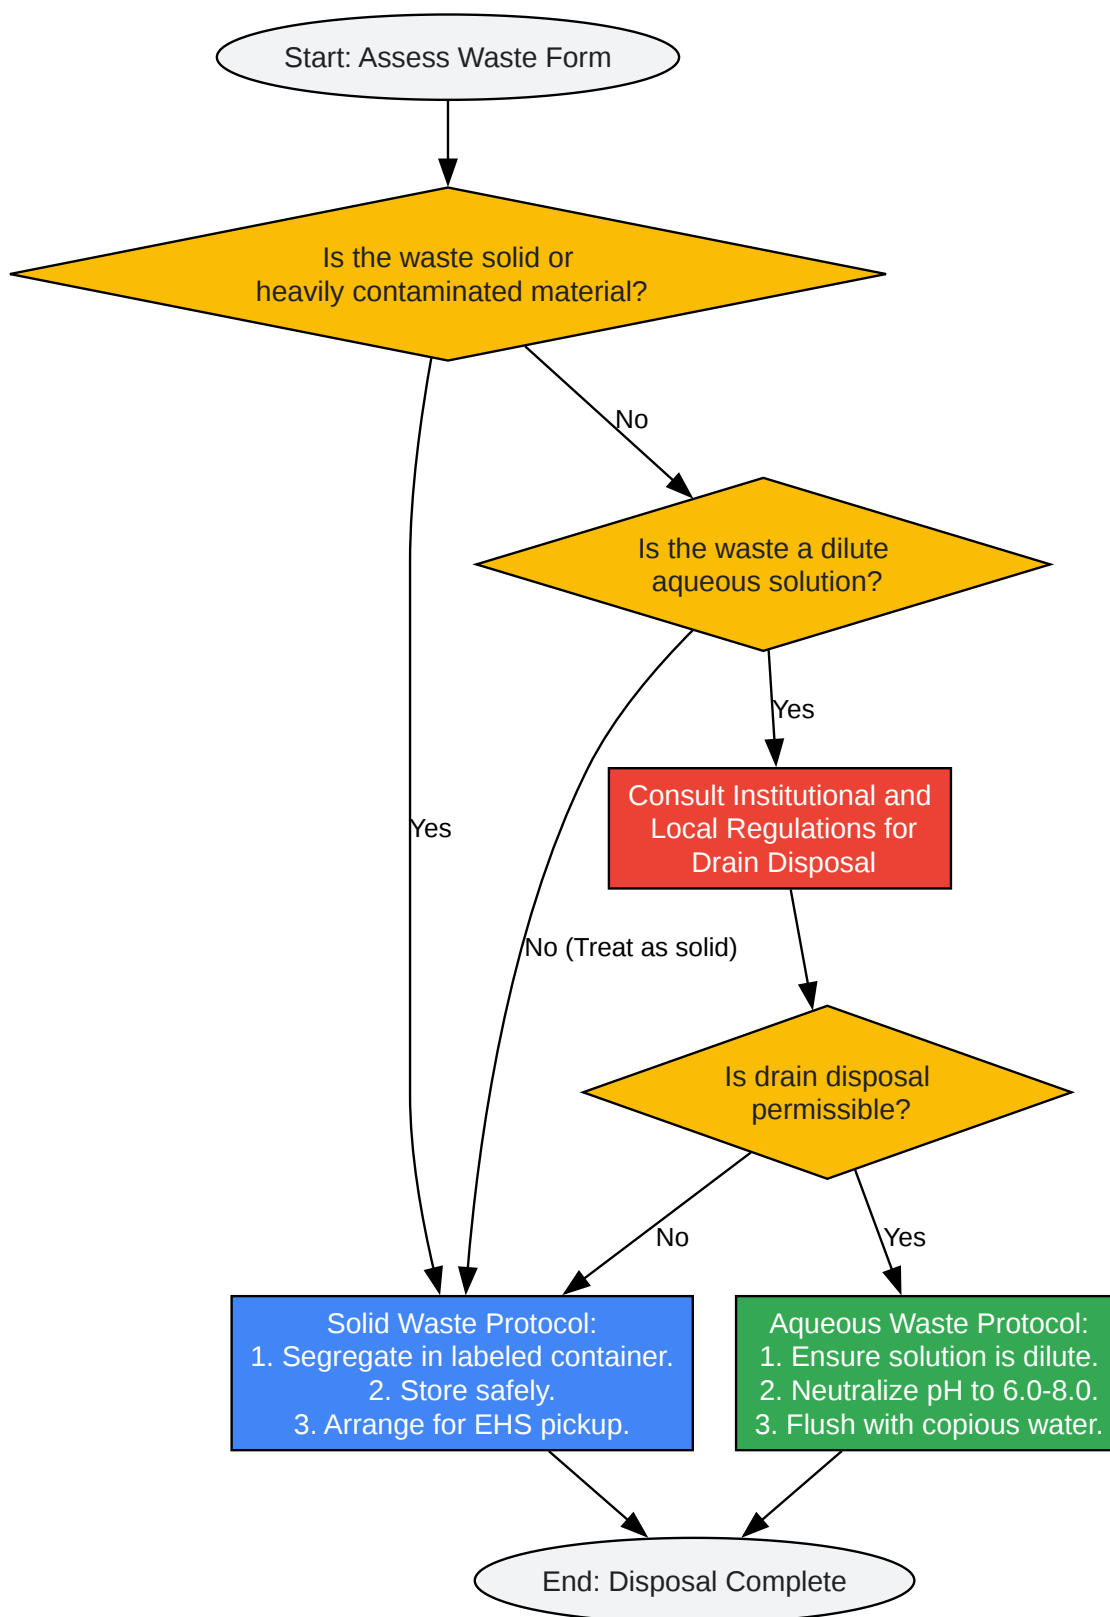 Start: Assess Waste Form
Is the waste solid or
heavily contaminated material?
No
Is the waste a dilute
aqueous solution?
Yes
Consult Institutional and
Local Regulations for
Drain Disposal
Yes
No (Treat as solid)
Is drain disposal
permissible?
No
Yes
Solid Waste Protocol:
1. Segregate in labeled container.
2. Store safely.
3. Arrange for EHS pickup.
Aqueous Waste Protocol:
1. Ensure solution is dilute.
2. Neutralize pH to 6.0-8.0.
3. Flush with copious water.
End: Disposal Complete